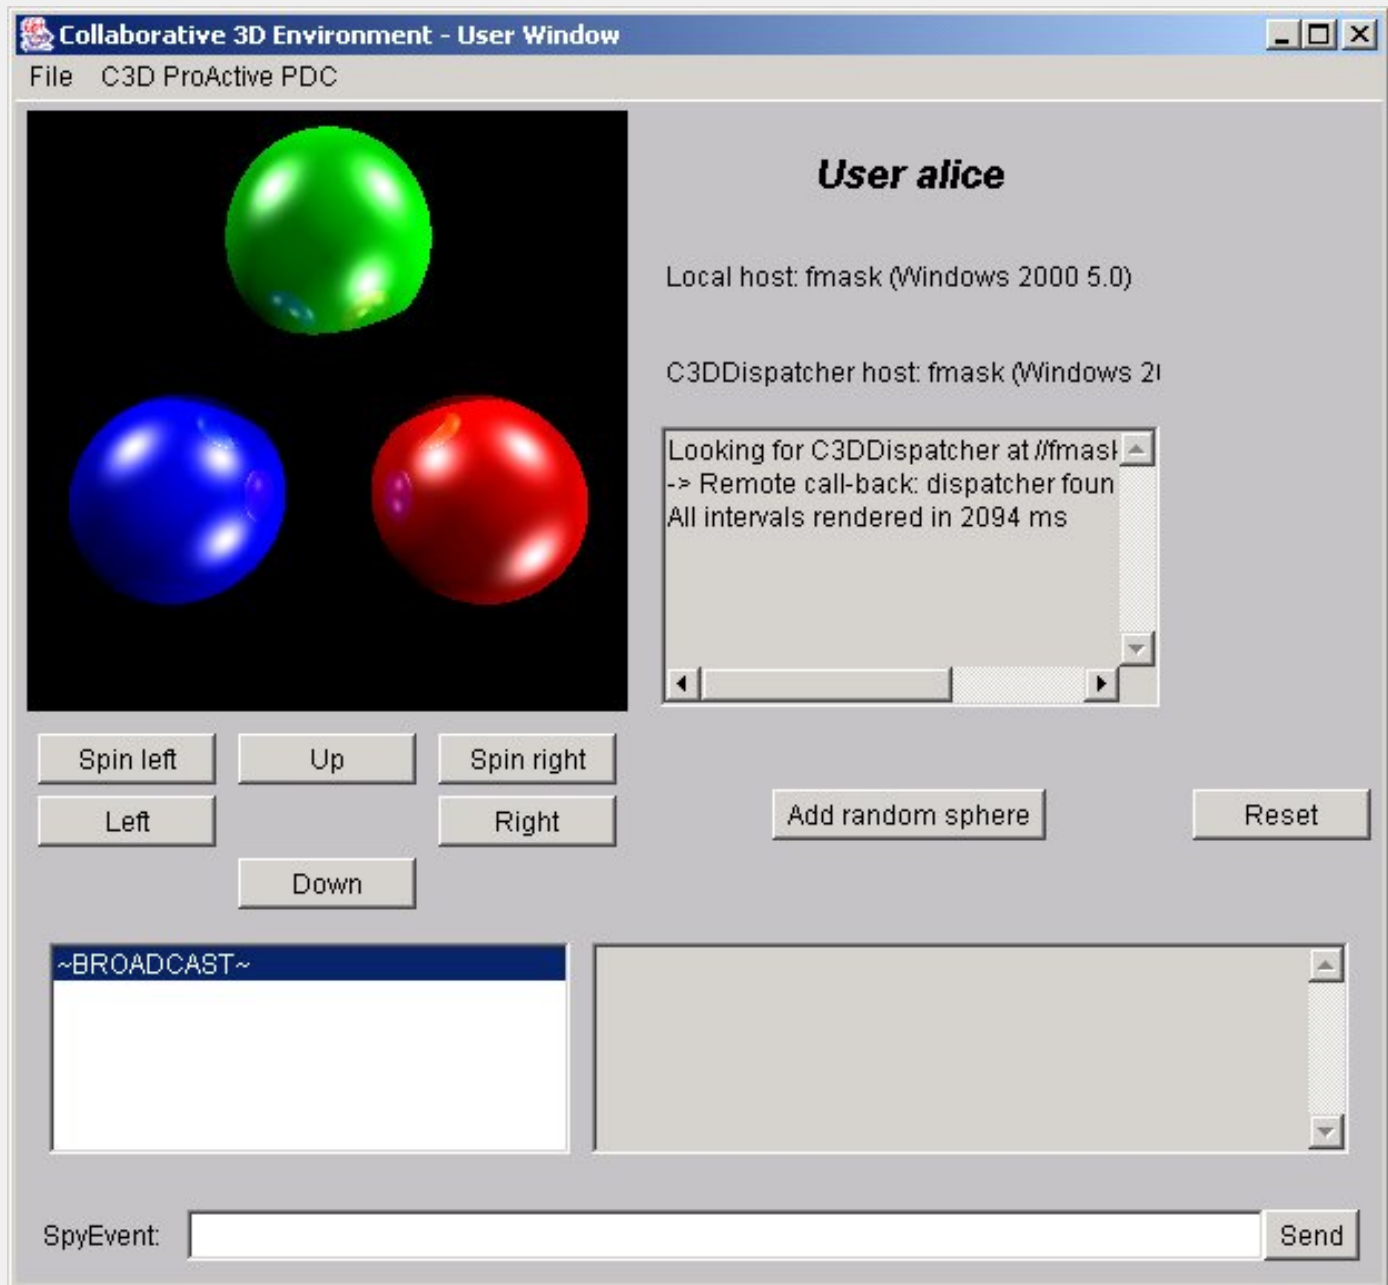 Collaborative 3D Environment - User Window
File C3D ProActive PDC
User alice
Local host: fmask (Windows 2000 5.0)
C3DDispatcher host: fmask (Windows
Looking for C3DDispatcher at //fmask
-> Remote call-back: dispatcher foun
All intervals rendered in 2094 ms
Spin left Up Spin right
Left Right Add random sphere Reset
Down
~BROADCAST~
SpyEvent: Send